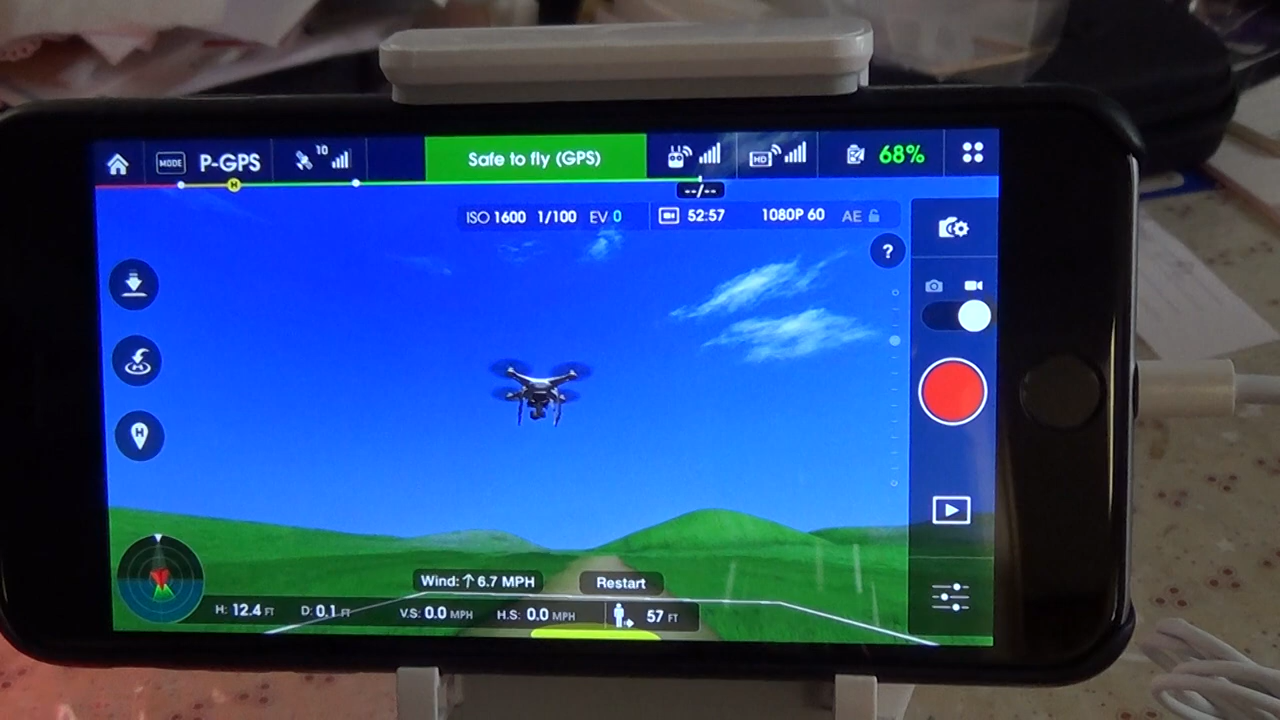 MODE P-GPS 10 Safe to fly (GPS) HD 68%
H --/--
ISO 1600 1/100 EV 0 52:57 1080P 60 AE
?
H
Wind: ↑ 6.7 MPH Restart
H: 12.4 FT D: 0.1 FT V.S: 0.0 MPH H.S: 0.0 MPH 57 FT